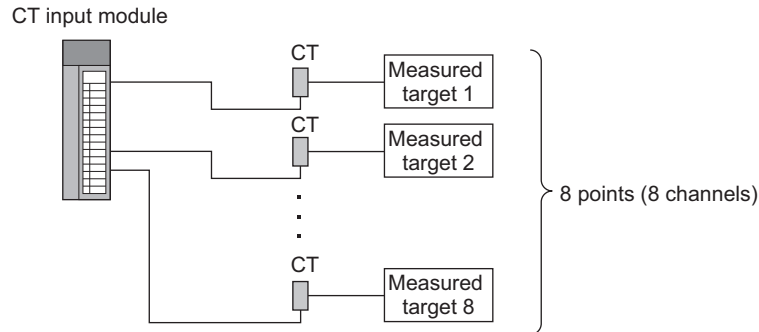 CT input module
CT
Measured
target 1
CT
Measured
target 2
8 points (8 channels)
CT
Measured
target 8